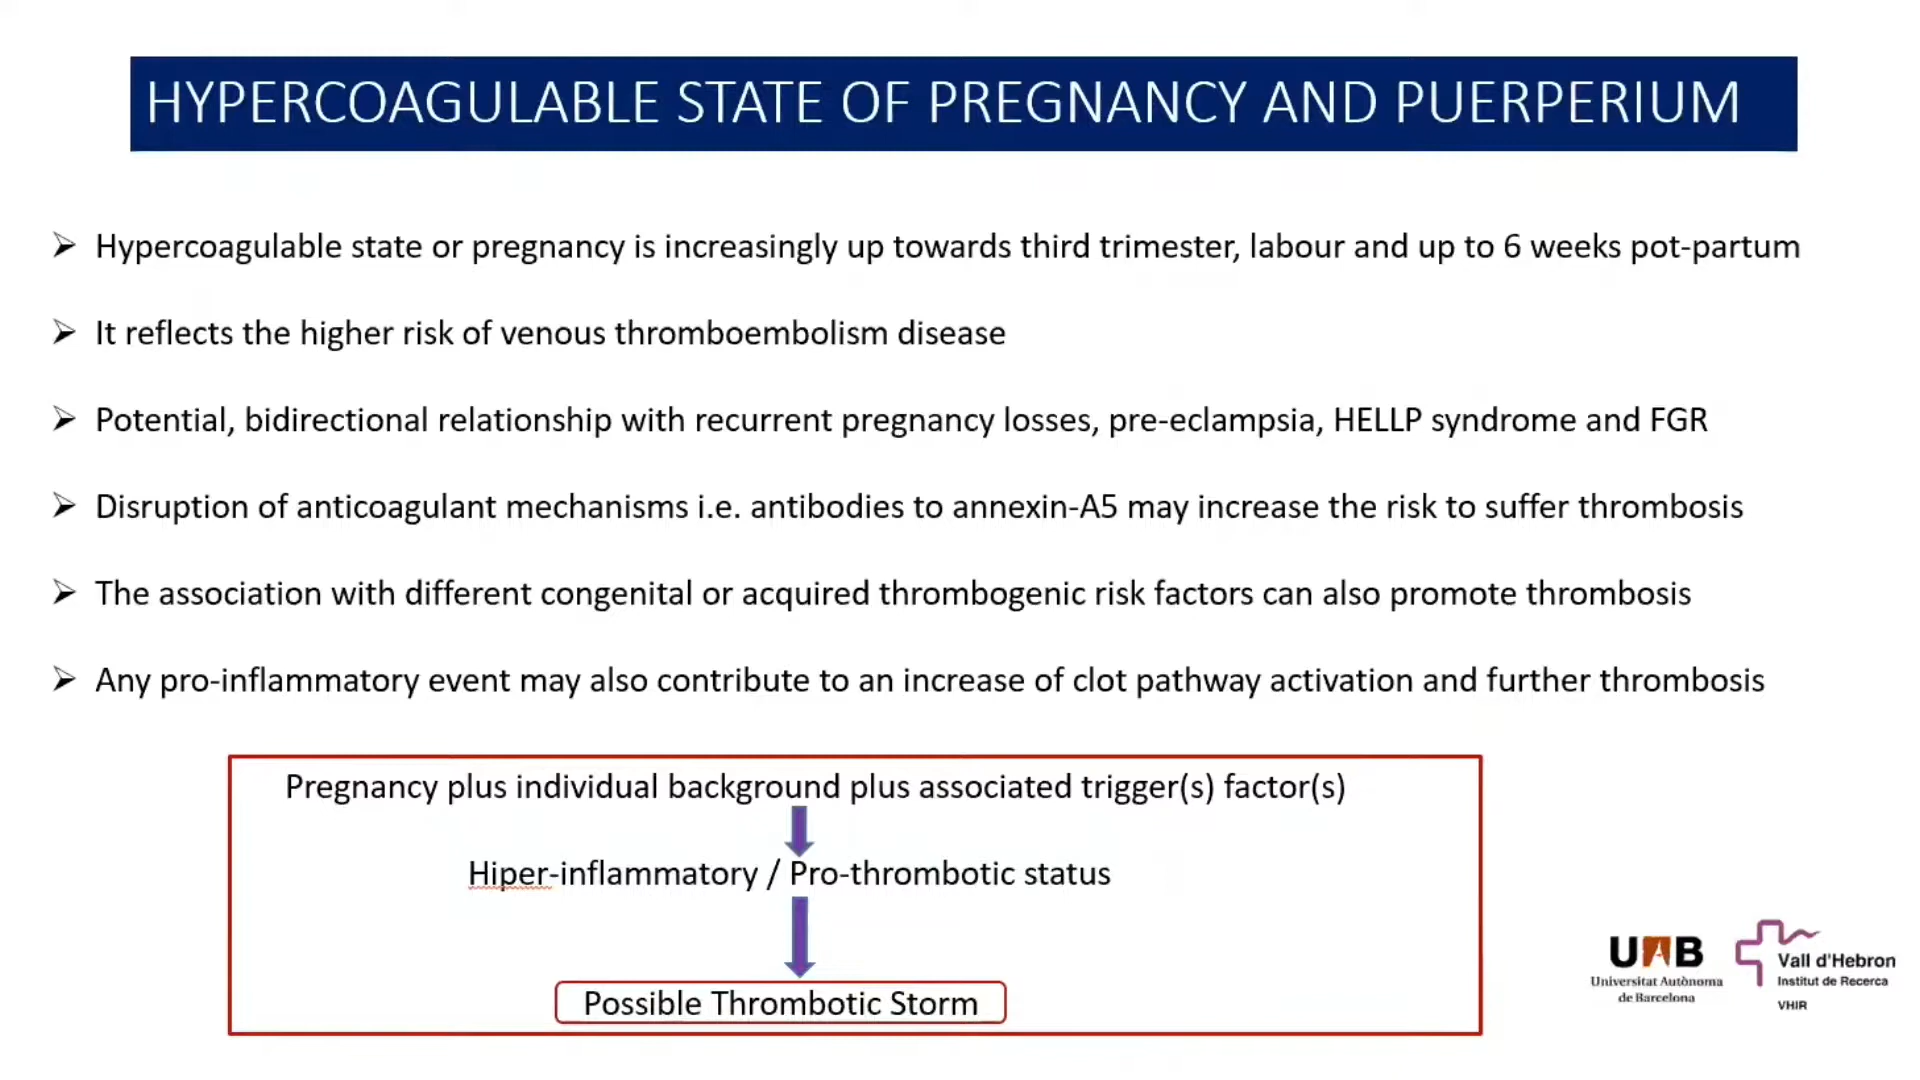 HYPERCOAGULABLE STATE OF PREGNANCY AND PUERPERIUM
Hypercoagulable state or pregnancy is increasingly up towards third trimester, labour and up to 6 weeks pot-partum
It reflects the higher risk of venous thromboembolism disease
Potential, bidirectional relationship with recurrent pregnancy losses, pre-eclampsia, HELLP syndrome and FGR
Disruption of anticoagulant mechanisms i.e. antibodies to annexin-A5 may increase the risk to suffer thrombosis
The association with different congenital or acquired thrombogenic risk factors can also promote thrombosis
Any pro-inflammatory event may also contribute to an increase of clot pathway activation and further thrombosis
Pregnancy plus individual background plus associated trigger(s) factor(s)
Hiper-inflammatory / Pro-thrombotic status
Possible Thrombotic Storm
UAB
Universitat Autònoma
de Barcelona
Vall d'Hebron
Institut de Recerca
VHIR